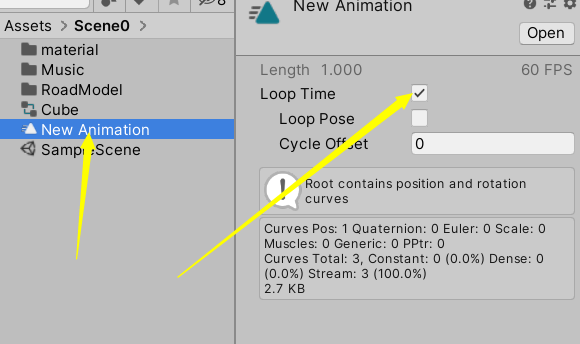 8
New Animation
Assets › Scene0 ›
Open
material
Music
RoadModel
Cube
New Animation
SampleScene
Length 1.000
60 FPS
Loop Time
Loop Pose
Cycle Offset
0
Root contains position and rotation
curves
Curves Pos: 1 Quaternion: 0 Euler: 0 Scale: 0
Muscles: 0 Generic: 0 PPtr: 0
Curves Total: 3, Constant: 0 (0.0%) Dense: 0
(0.0%) Stream: 3 (100.0%)
2.7 KB